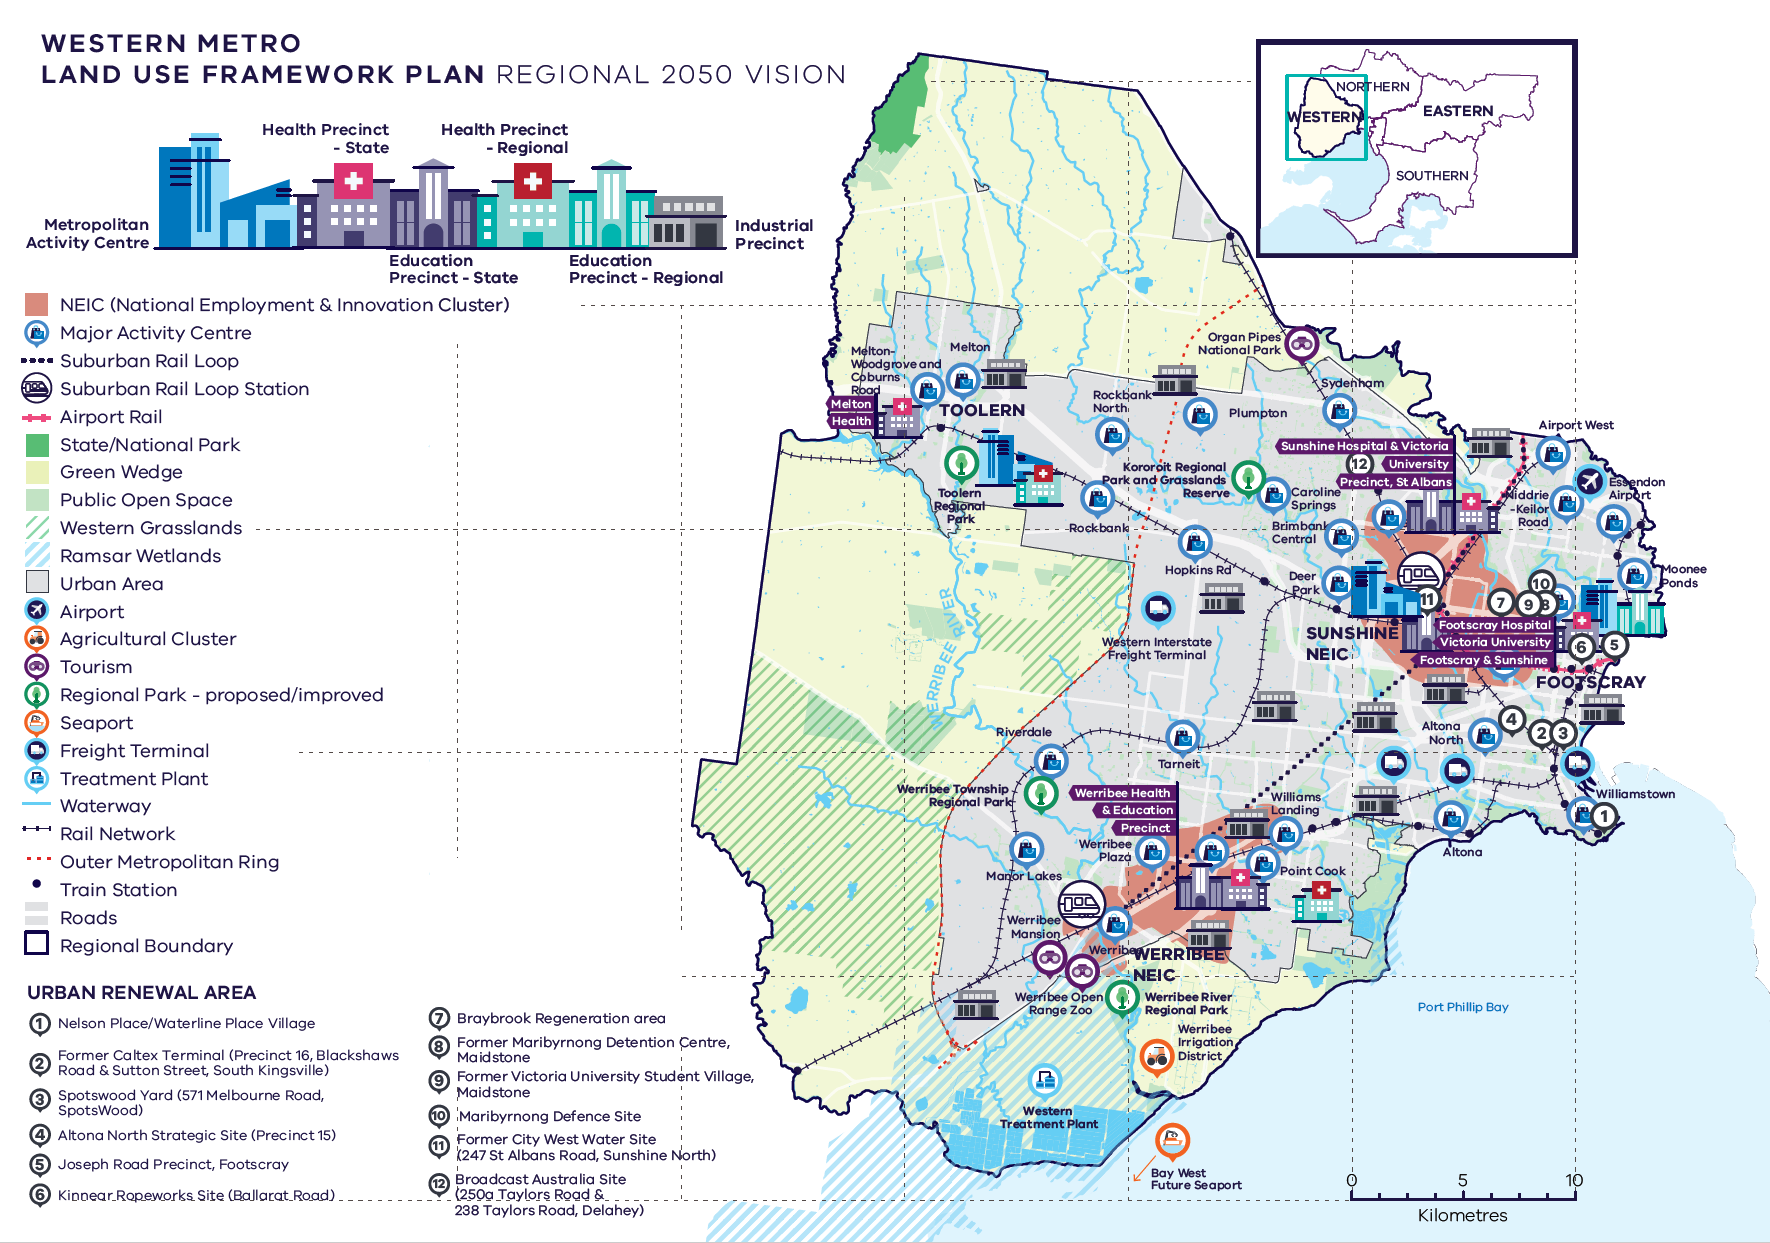 WESTERN METRO
LAND USE FRAMEWORK PLAN REGIONAL 2050 VISION
Health Precinct
- State
Health Precinct
- Regional
Metropolitan
Activity Centre
Industrial
Precinct
Education
Precinct - State
Education
Precinct - Regional
NEIC (National Employment & Innovation Cluster)
Major Activity Centre
Suburban Rail Loop
Suburban Rail Loop Station
Airport Rail
State/National Park
Green Wedge
Public Open Space
Western Grasslands
Ramsar Wetlands
Urban Area
Airport
Agricultural Cluster
Tourism
Regional Park - proposed/improved
Seaport
Freight Terminal
Treatment Plant
Waterway
Rail Network
Outer Metropolitan Ring
Train Station
Roads
Regional Boundary
URBAN RENEWAL AREA
1 Nelson Place/Waterline Place Village
2 Former Caltex Terminal (Precinct 16, Blackshaws
Road & Sutton Street, South Kingsville)
3 Spotswood Yard (571 Melbourne Road,
SpotsWood)
4 Altona North Strategic Site (Precinct 15)
5 Joseph Road Precinct, Footscray
6 Kinnear Ropeworks Site (Ballarat Road)
7 Braybrook Regeneration area
8 Former Maribyrnong Detention Centre,
Maidstone
9 Former Victoria University Student Village,
Maidstone
10 Maribyrnong Defence Site
11 Former City West Water Site
(247 St Albans Road, Sunshine North)
12 Broadcast Australia Site
(250a Taylors Road &
238 Taylors Road, Delahey)
NORTHERN
WESTERN
EASTERN
SOUTHERN
Organ Pipes
National Park
Melton-
Woodgrove and
Coburns
Road
Melton
Melton
Health
TOOLERN
Toolern
Regional
Park
Rockbank
North
Plumpton
Sydenham
Airport West
Sunshine Hospital & Victoria
University
Precinct, St Albans
12
Kororoit Regional
Park and Grasslands
Reserve
Caroline
Springs
Rockbank
Brimbank
Central
Niddrie
-Keilor
Road
Essendon
Airport
Hopkins Rd
Deer
Park
Moonee
Ponds
10
11
7
9
8
WERRIBEE RIVER
Western Interstate
Freight Terminal
SUNSHINE
NEIC
Footscray Hospital
Victoria University
Footscray & Sunshine
6
5
FOOTSCRAY
Riverdale
Tarneit
Altona
North
4
2
3
Werribee Township
Regional Park
Werribee Health
& Education
Precinct
Williams
Landing
Williamstown
1
Werribee
Plaza
Altona
Manor Lakes
Point Cook
Werribee
Mansion
Werribee
WERRIBEE
NEIC
Werribee Open
Range Zoo
Werribee River
Regional Park
Port Phillip Bay
Werribee
Irrigation
District
Western
Treatment Plant
Bay West
Future Seaport
0 5 10
Kilometres